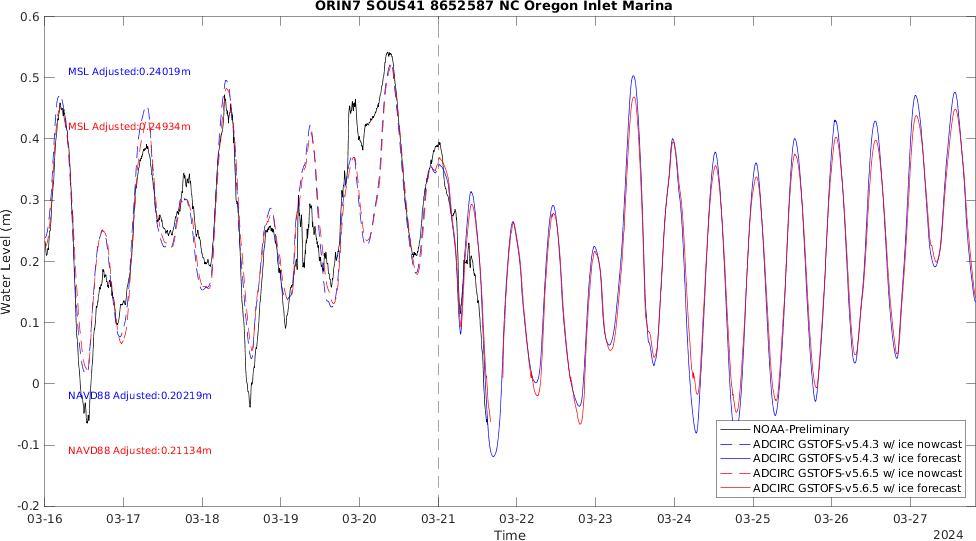 ORIN7 SOUS41 8652587 NC Oregon Inlet Marina
0.6
0.5
0.4
0.3
0.2
0.1
0
-0.1
-0.2
Water Level (m)
MSL Adjusted:0.24019m
MSL Adjusted:0.24934m
NAVD88 Adjusted:0.20219m
NAVD88 Adjusted:0.21134m
NOAA-Preliminary
ADCIRC GSTOFS-v5.4.3 w/ ice nowcast
ADCIRC GSTOFS-v5.4.3 w/ ice forecast
ADCIRC GSTOFS-v5.6.5 w/ ice nowcast
ADCIRC GSTOFS-v5.6.5 w/ ice forecast
03-16 03-17 03-18 03-19 03-20 03-21 03-22 03-23 03-24 03-25 03-26 03-27
Time
2024